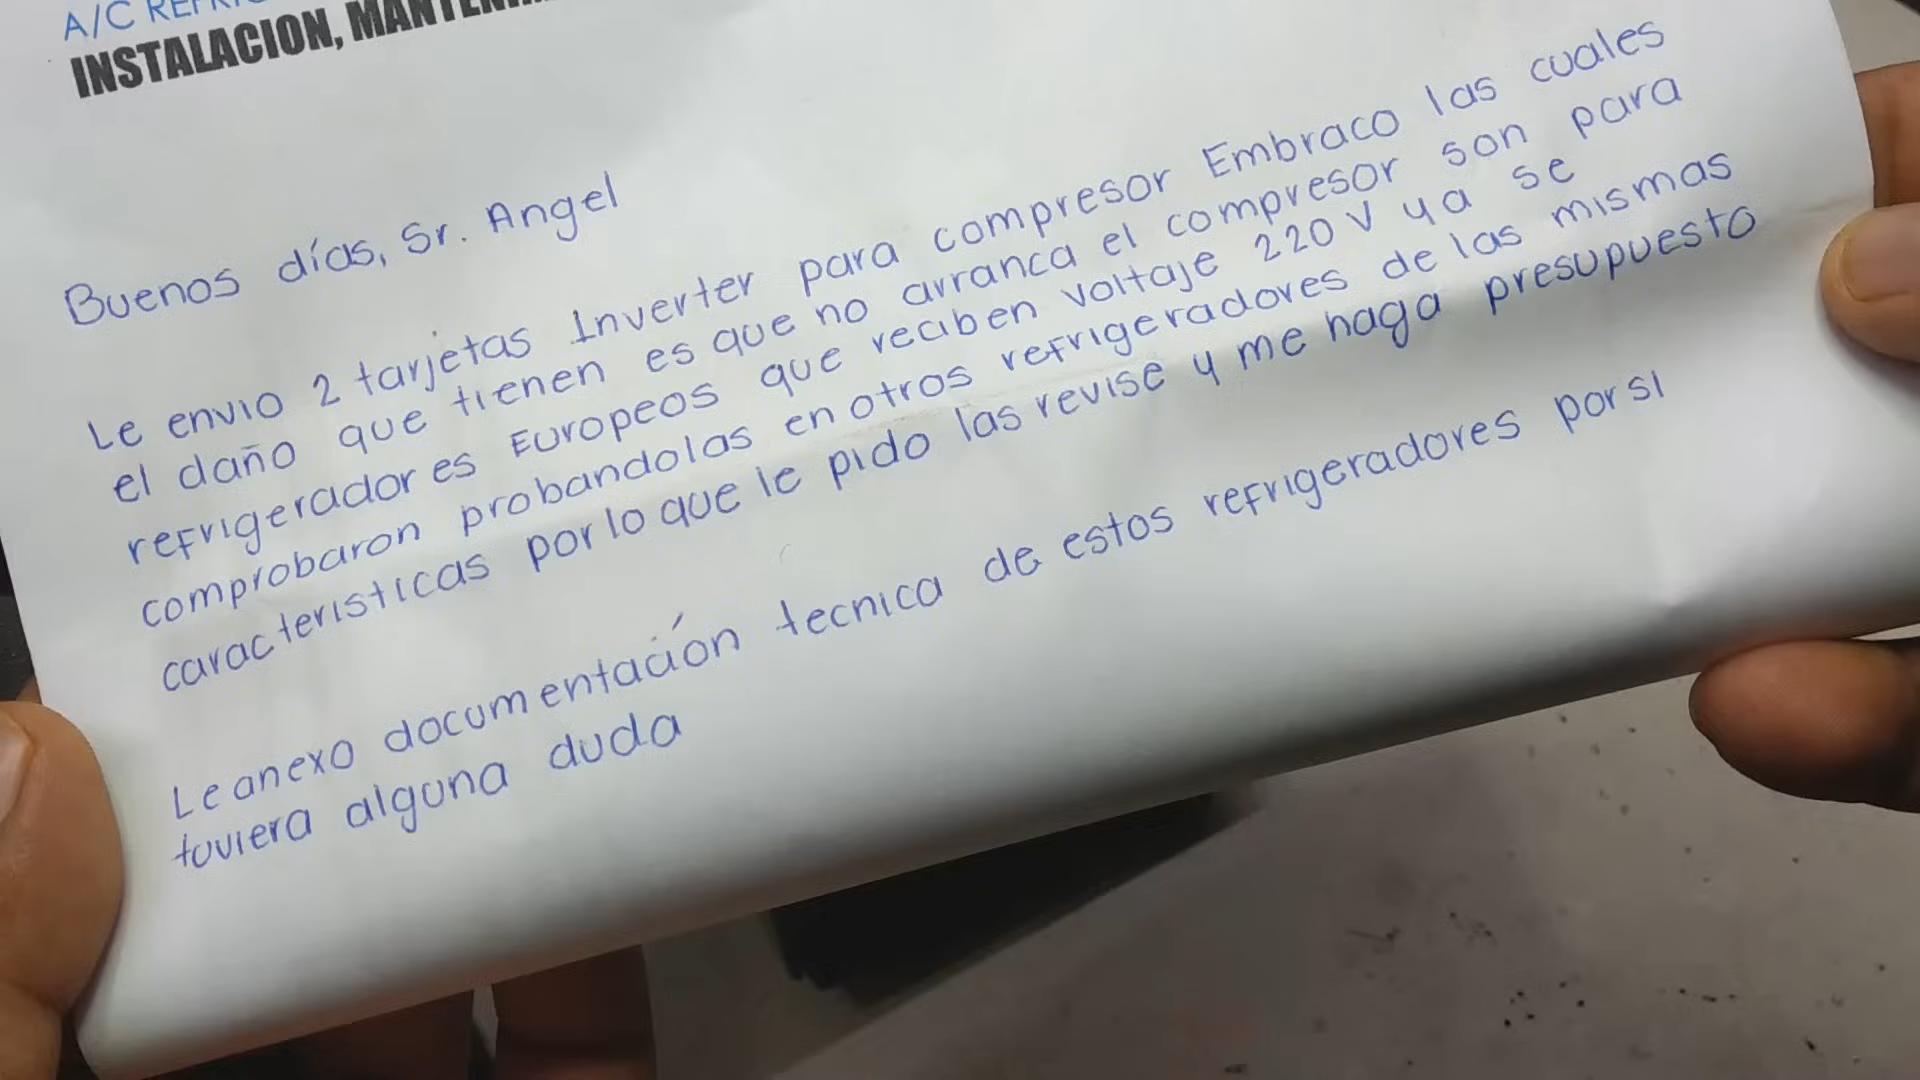 A/C
INSTALACION,
Buenos días, Sr. Angel
Le envio 2 tarjetas Inverter para compresor Embraco las cuales
el daño que tienen es que no arranca el compresor son para
refrigeradores Europeos que reciben voltaje 220 V ya se
comprobaron probandolas en otros refrigeradores de las mismas
caracteristicas por lo que le pido las revise y me haga presupuesto
Le anexo documentación tecnica de estos refrigeradores por si
tuviera alguna duda